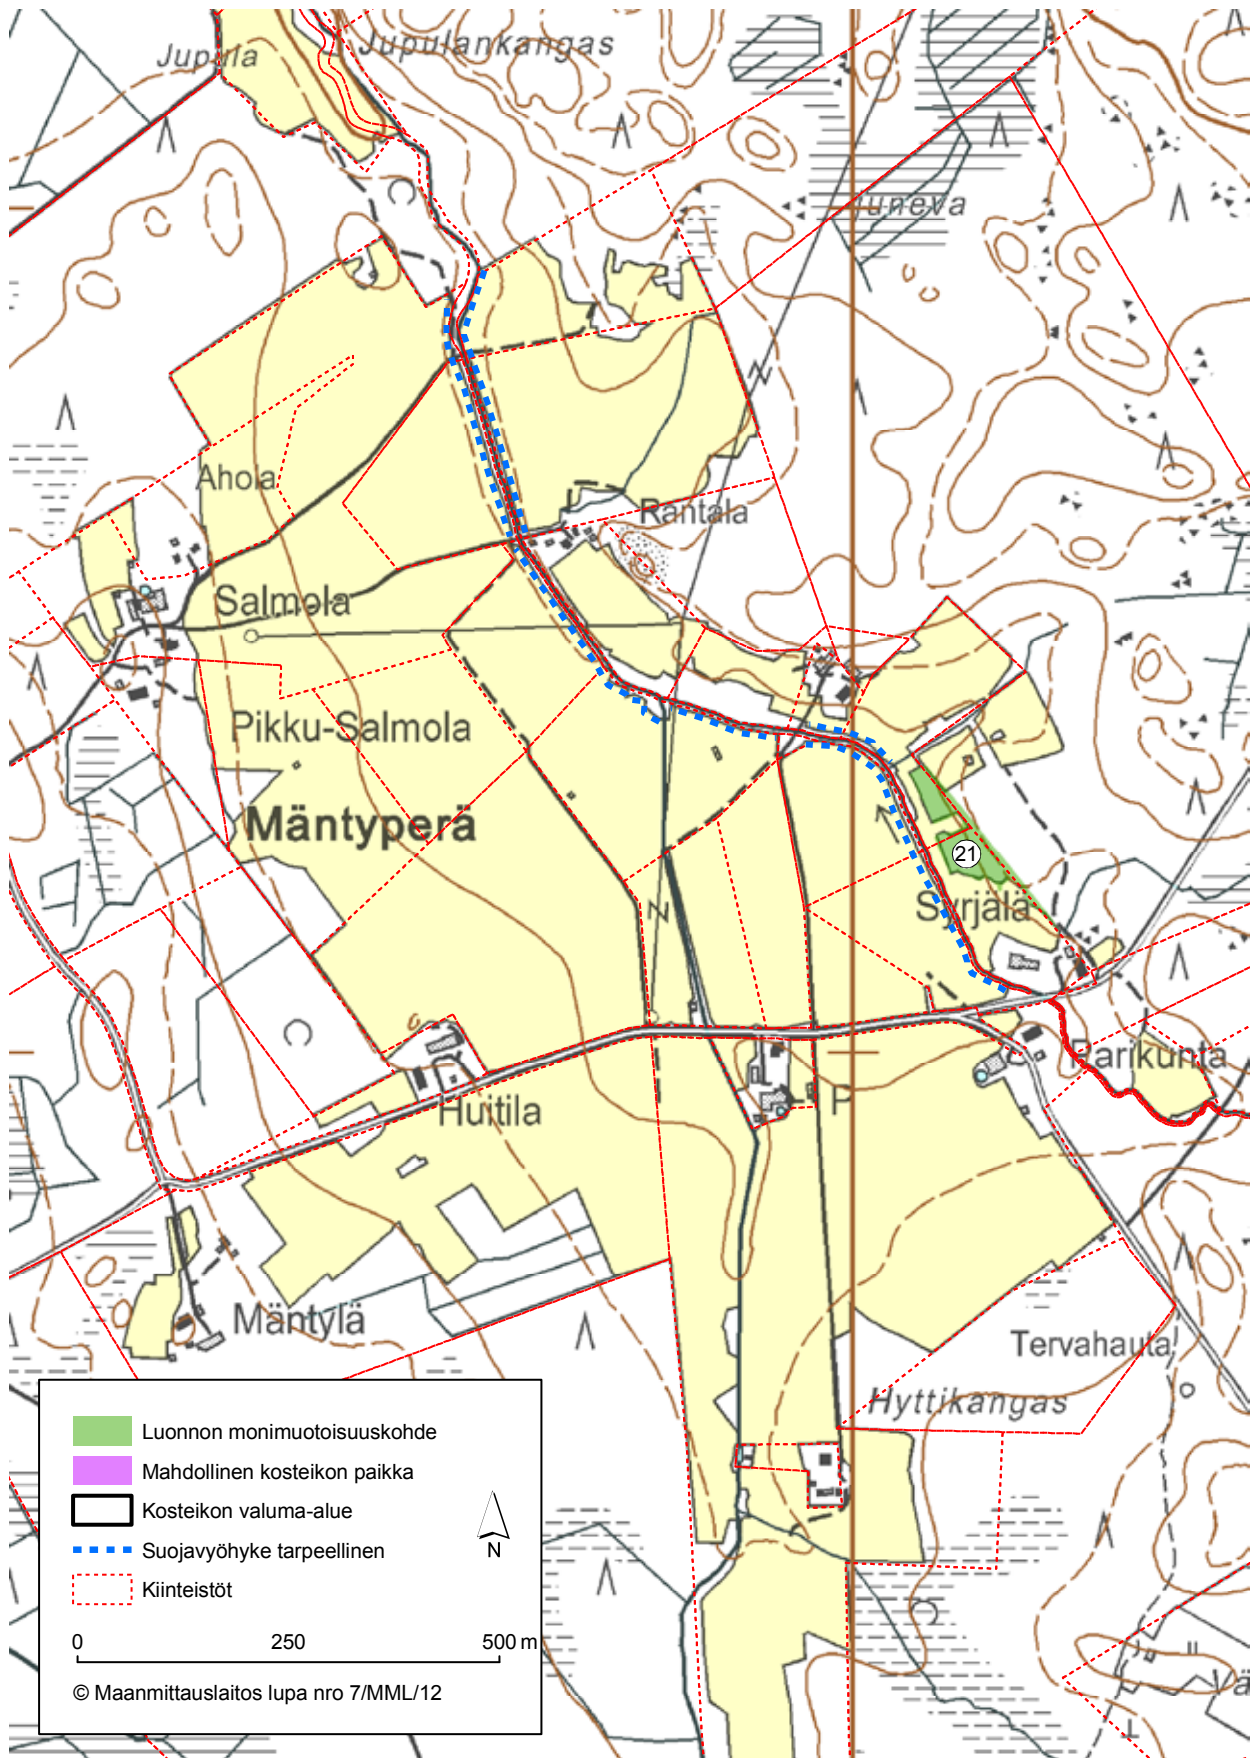 Jupula
Jupulankangas
Ahola
Rantala
Salmola
Pikku-Salmola
Mäntyperä
21
Syrjälä
Parikunta
Huitila
P
Mäntylä
Tervahauta
Hyttikangas
Luonnon monimuotoisuuskohde
Mahdollinen kosteikon paikka
Kosteikon valuma-alue
Suojavyöhyke tarpeellinen
Kiinteistöt
N
0 250 500 m
© Maanmittauslaitos lupa nro 7/MML/12